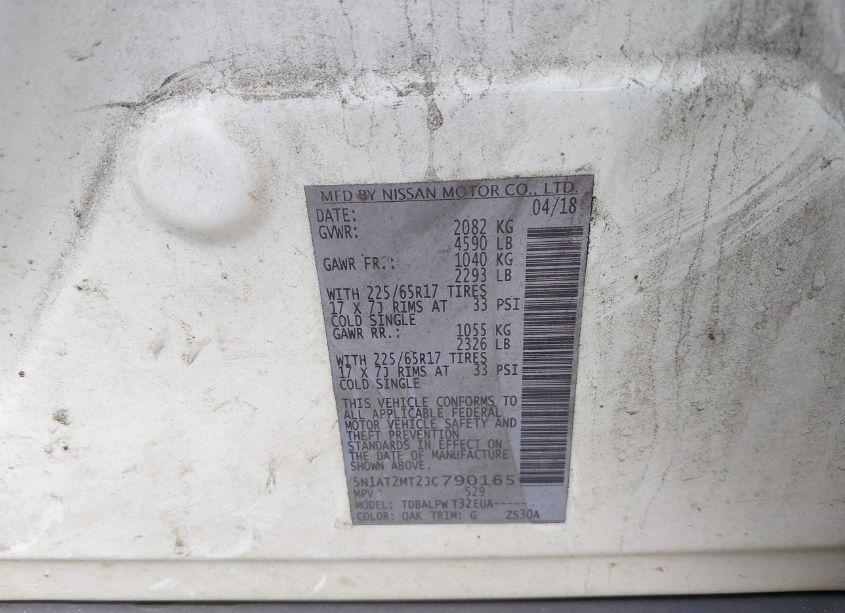 MFD BY NISSAN MOTOR CO., LTD.
DATE: 04/18
GVWR: 2082 KG
4590 LB
GAWR FR.: 1040 KG
2293 LB
WITH 225/65R17 TIRES
17 X 7J RIMS AT 33 PSI
COLD SINGLE
GAWR RR.: 1055 KG
2326 LB
WITH 225/65R17 TIRES
17 X 7J RIMS AT 33 PSI
COLD SINGLE
THIS VEHICLE CONFORMS TO
ALL APPLICABLE FEDERAL
MOTOR VEHICLE SAFETY AND
THEFT PREVENTION
STANDARDS IN EFFECT ON
THE DATE OF MANUFACTURE
SHOWN ABOVE.
5N1AT2MT2JC790165
MPV 529
MODEL: TDBALPW T32EUA-----
COLOR: QAK TRIM: G ZS30A